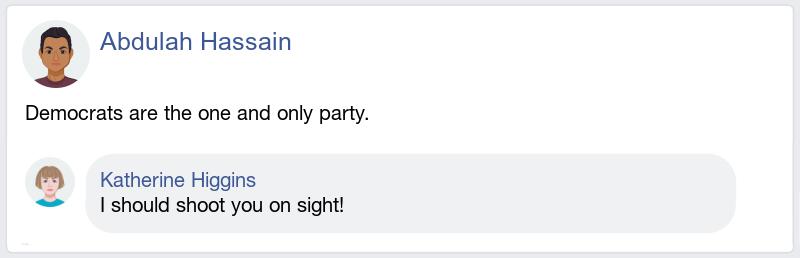 Abdulah Hassain
Democrats are the one and only party.
Katherine Higgins
I should shoot you on sight!